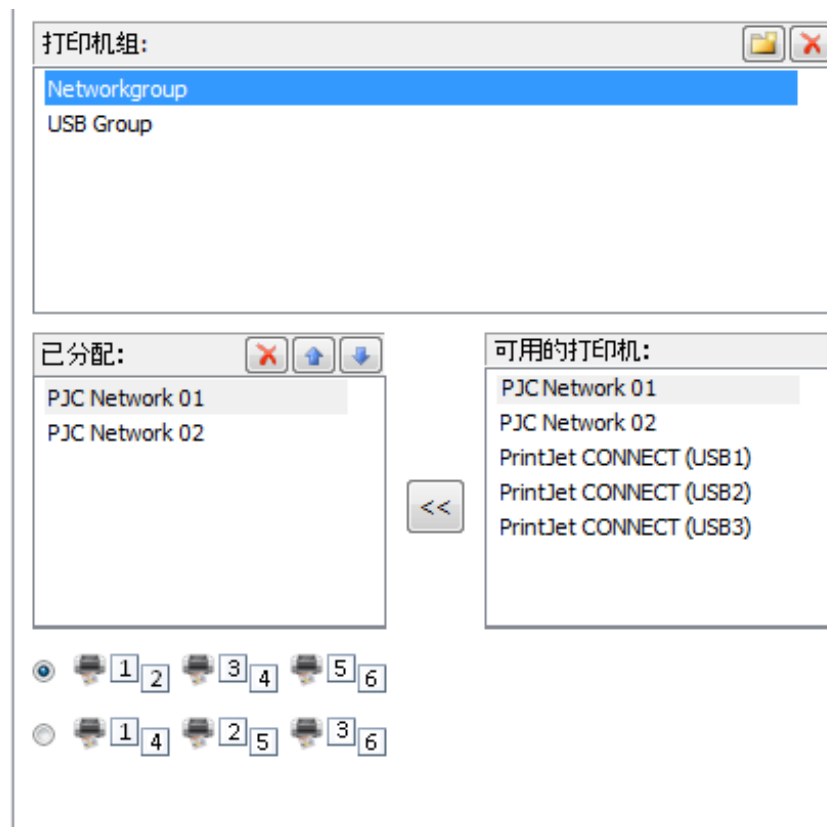 打印机组:
Networkgroup
USB Group
已分配:
PJC Network 01
PJC Network 02
<<
可用的打印机:
PJC Network 01
PJC Network 02
PrintJet CONNECT (USB1)
PrintJet CONNECT (USB2)
PrintJet CONNECT (USB3)
1 2 3 4 5 6
1 4 2 5 3 6